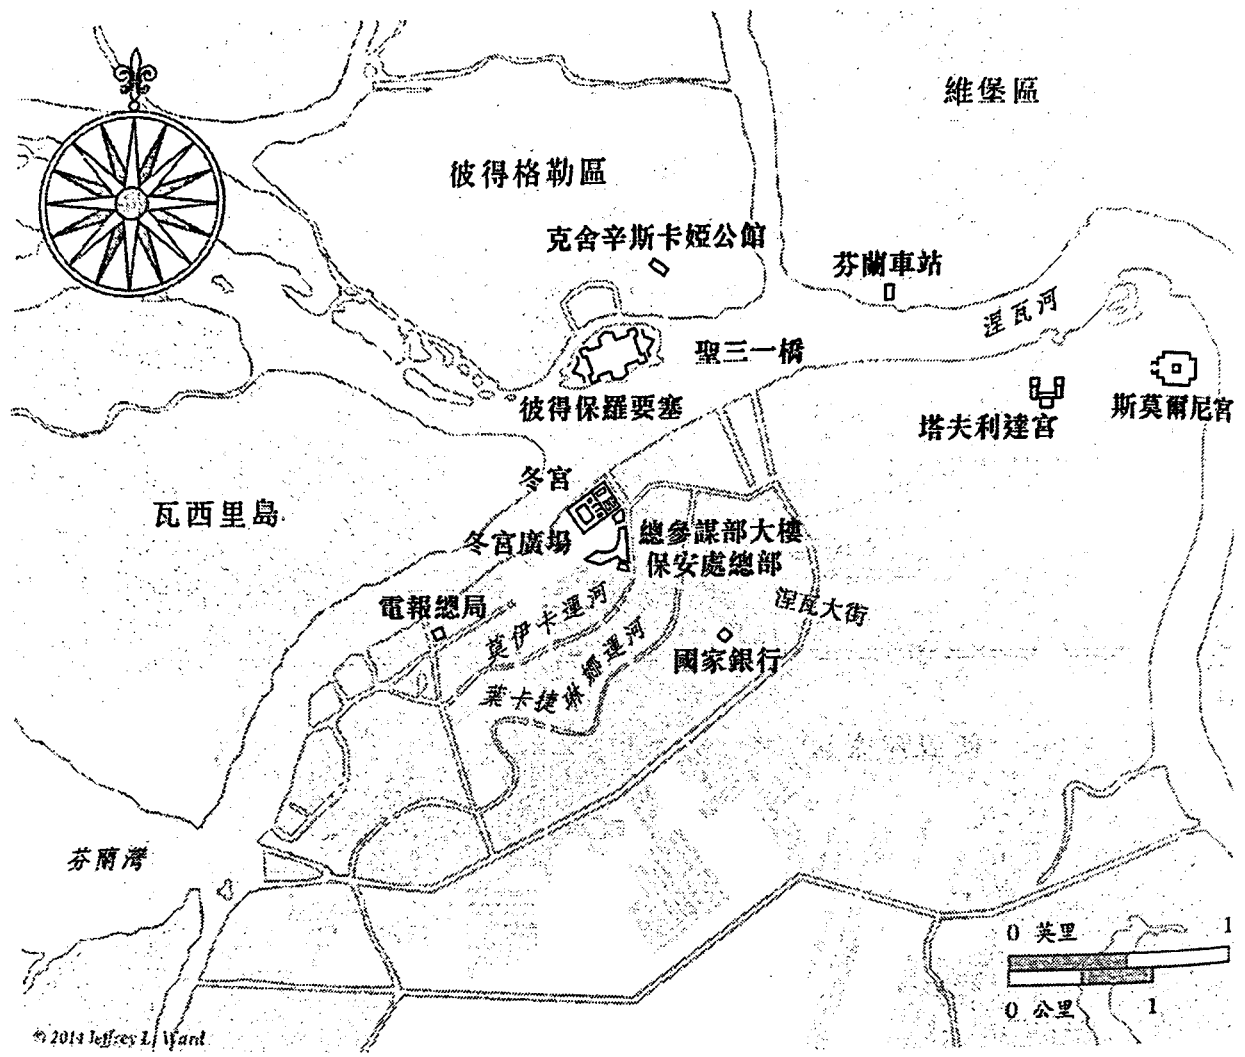 維堡區
彼得格勒區
克舍辛斯卡婭公館
芬蘭車站
涅瓦河
聖三一橋
斯莫爾尼宮
彼得保羅要塞
塔夫利達宮
冬宮
瓦西里島
總參謀部大樓
冬宮廣場
保安處總部
電報總局
涅瓦大街
莫伊卡運河
國家銀行
葉卡捷琳娜運河
芬蘭灣
0 英里 1
0 公里 1
© 2014 Jeffrey L. Ward